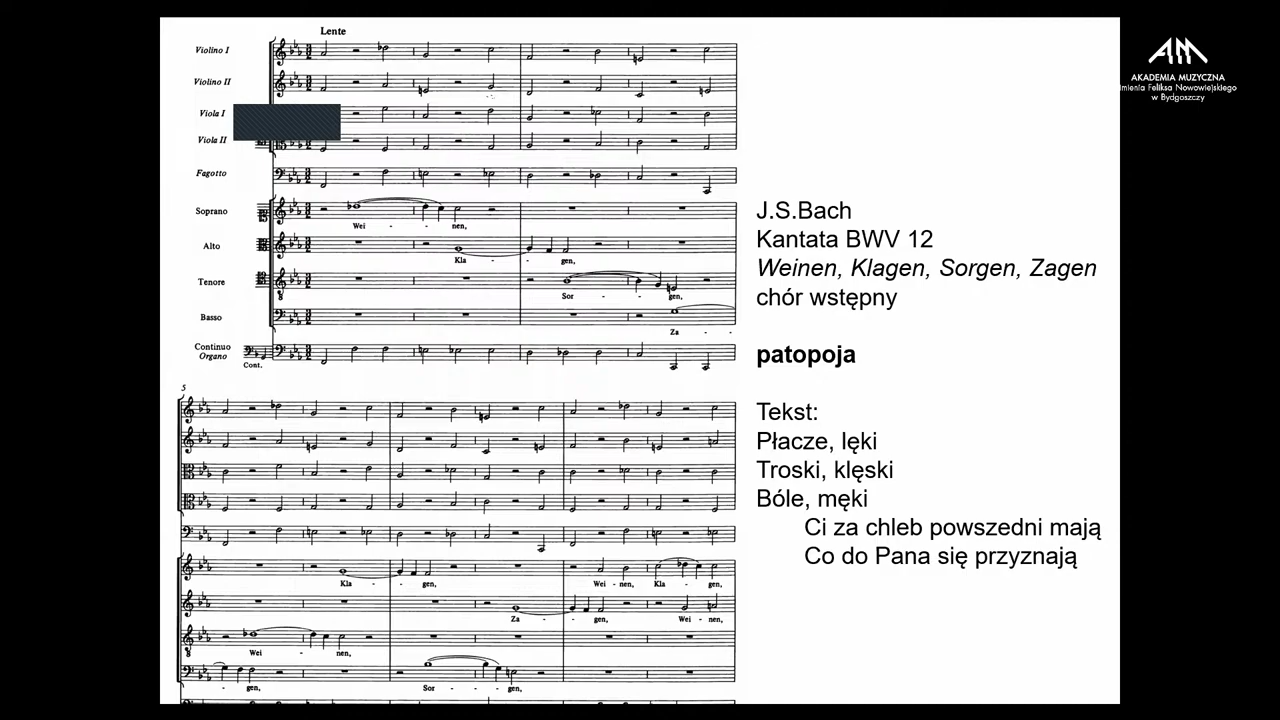 Lente
Violino I
Violino II
Viola I
Viola II
Fagotto
Soprano
Wei - - nen,
Alto
Kla - - gen,
Tenore
Sor - - gen,
Basso
Za - -
Continuo
Organo
Cont.
5
Kla - - gen, Wei - nen, Kla - gen,
Za - - gen, Wei - nen,
Wei - - nen,
- gen, Sor - - gen,
J.S.Bach
Kantata BWV 12
Weinen, Klagen, Sorgen, Zagen
chór wstępny
patopoja
Tekst:
Płacze, lęki
Troski, klęski
Bóle, męki
Ci za chleb powszedni mają
Co do Pana się przyznają
AKADEMIA MUZYCZNA
imienia Feliksa Nowowiejskiego
w Bydgoszczy